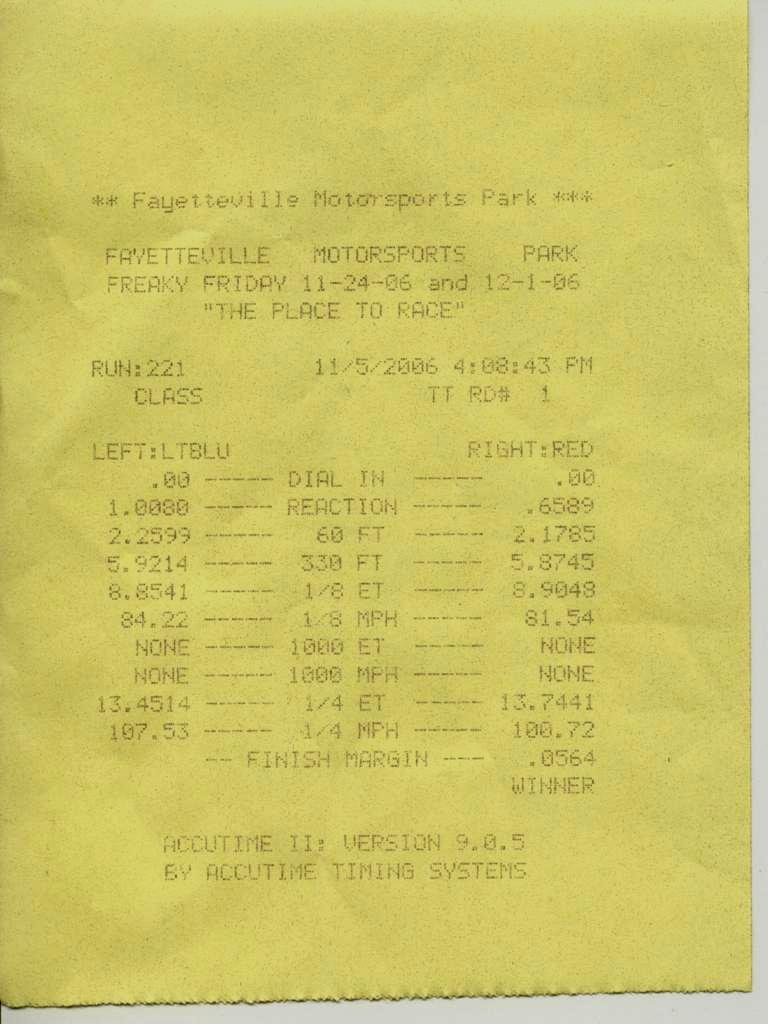 ** Fayetteville Motorsports Park ***
FAYETTEVILLE MOTORSPORTS PARK
FREAKY FRIDAY 11-24-06 and 12-1-06
"THE PLACE TO RACE"
RUN:221 11/5/2006 4:08:43 PM
CLASS TT RD# 1
LEFT:LTBLU RIGHT:RED
.00 ----- DIAL IN ----- .00
1.0080 ----- REACTION ----- .6589
2.2599 ----- 60 FT ----- 2.1785
5.9214 ----- 330 FT ----- 5.8745
8.8541 ----- 1/8 ET ----- 8.9048
84.22 ----- 1/8 MPH ----- 81.54
NONE ----- 1000 ET ----- NONE
NONE ----- 1000 MPH ----- NONE
13.4514 ----- 1/4 ET ----- 13.7441
107.53 ----- 1/4 MPH ----- 100.72
-- FINISH MARGIN --- .0564
WINNER
ACCUTIME II: VERSION 9.0.5
BY ACCUTIME TIMING SYSTEMS